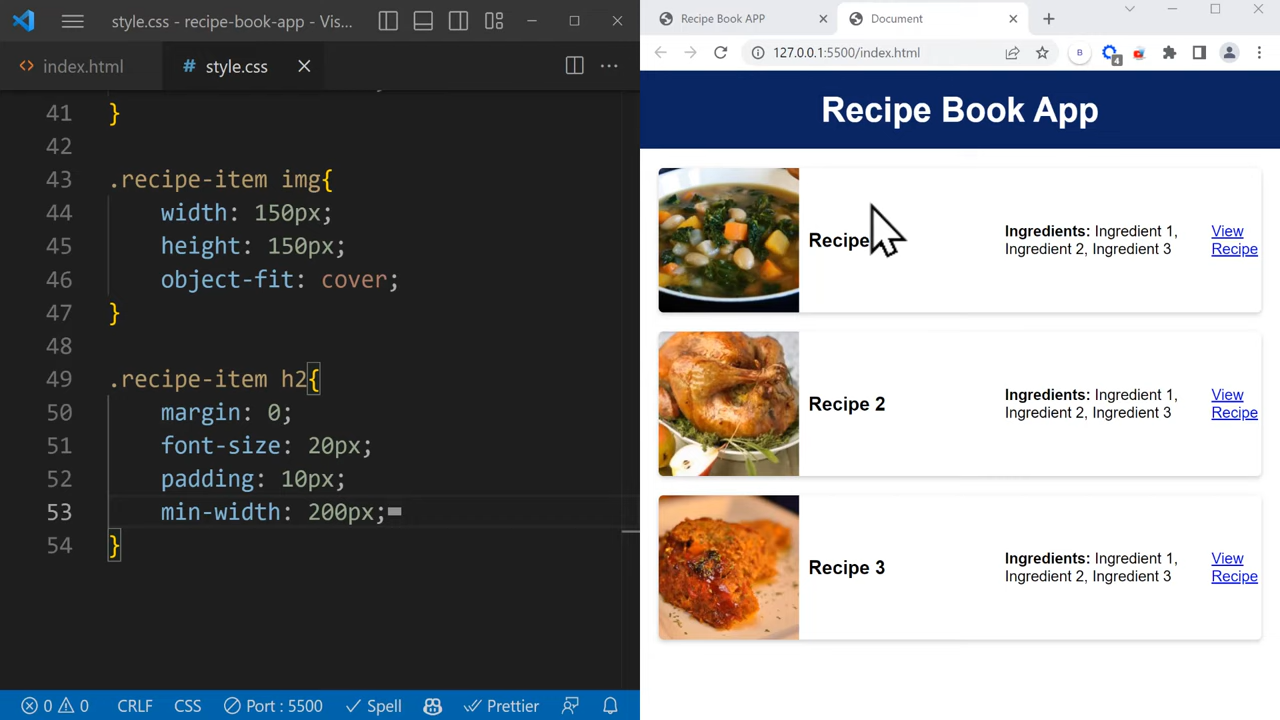 style.css - recipe-book-app - Vis...
index.html
# style.css
41 }
42
43 .recipe-item img{
44 width: 150px;
45 height: 150px;
46 object-fit: cover;
47 }
48
49 .recipe-item h2{
50 margin: 0;
51 font-size: 20px;
52 padding: 10px;
53 min-width: 200px;
54 }
0 0 CRLF CSS Port : 5500 Spell Prettier
Recipe Book APP
Document
127.0.0.1:5500/index.html
B
4
Recipe Book App
Recipe
Ingredients: Ingredient 1,
Ingredient 2, Ingredient 3
View
Recipe
Recipe 2
Ingredients: Ingredient 1,
Ingredient 2, Ingredient 3
View
Recipe
Recipe 3
Ingredients: Ingredient 1,
Ingredient 2, Ingredient 3
View
Recipe